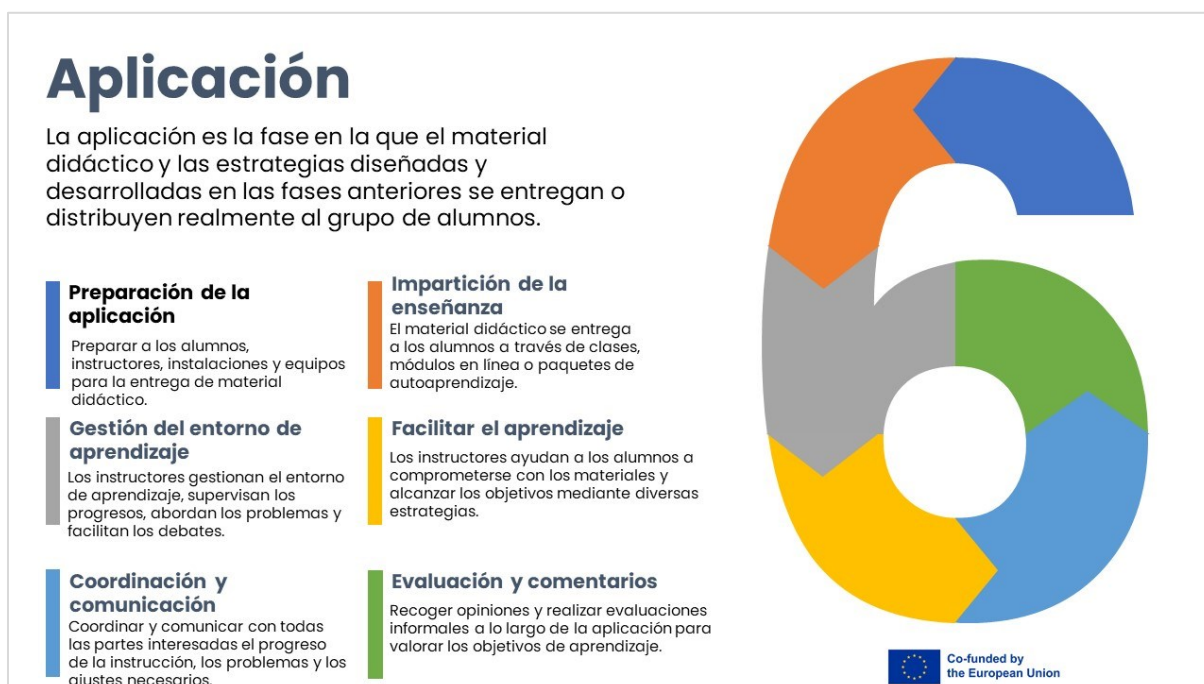 Aplicación
La aplicación es la fase en la que el material
didáctico y las estrategias diseñadas y
desarrolladas en las fases anteriores se entregan o
distribuyen realmente al grupo de alumnos.
Preparación de la
aplicación
Preparar a los alumnos,
instructores, instalaciones y equipos
para la entrega de material
didáctico.
Impartición de la
enseñanza
El material didáctico se entrega
a los alumnos a través de clases,
módulos en línea o paquetes de
autoaprendizaje.
Gestión del entorno de
aprendizaje
Los instructores gestionan el entorno
de aprendizaje, supervisan los
progresos, abordan los problemas y
facilitan los debates.
Facilitar el aprendizaje
Los instructores ayudan a los alumnos a
comprometerse con los materiales y
alcanzar los objetivos mediante diversas
estrategias.
Coordinación y
comunicación
Coordinar y comunicar con todas
las partes interesadas el progreso
de la instrucción, los problemas y los
ajustes necesarios.
Evaluación y comentarios
Recoger opiniones y realizar evaluaciones
informales a lo largo de la aplicación para
valorar los objetivos de aprendizaje.
6
Co-funded by
the European Union